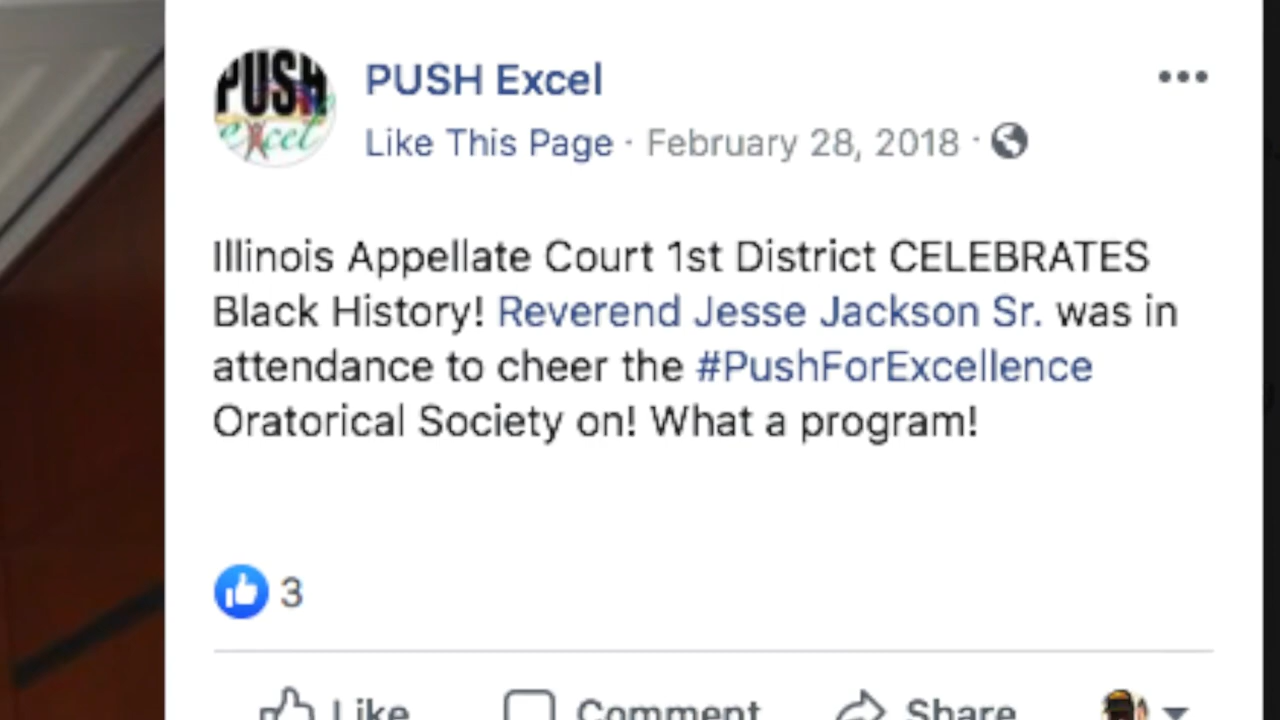 PUSH
excel
PUSH Excel
Like This Page · February 28, 2018 ·
Illinois Appellate Court 1st District CELEBRATES
Black History! Reverend Jesse Jackson Sr. was in
attendance to cheer the #PushForExcellence
Oratorical Society on! What a program!
3
Like Comment Share